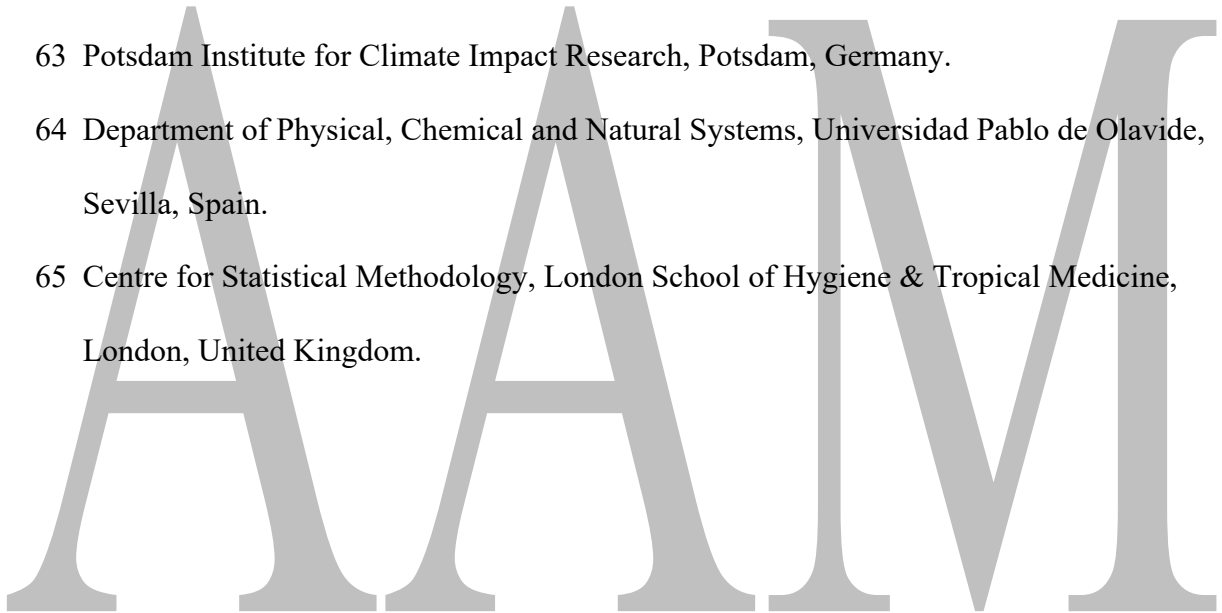 63 Potsdam Institute for Climate Impact Research, Potsdam, Germany.
64 Department of Physical, Chemical and Natural Systems, Universidad Pablo de Olavide,
Sevilla, Spain.
65 Centre for Statistical Methodology, London School of Hygiene & Tropical Medicine,
London, United Kingdom.
AAM